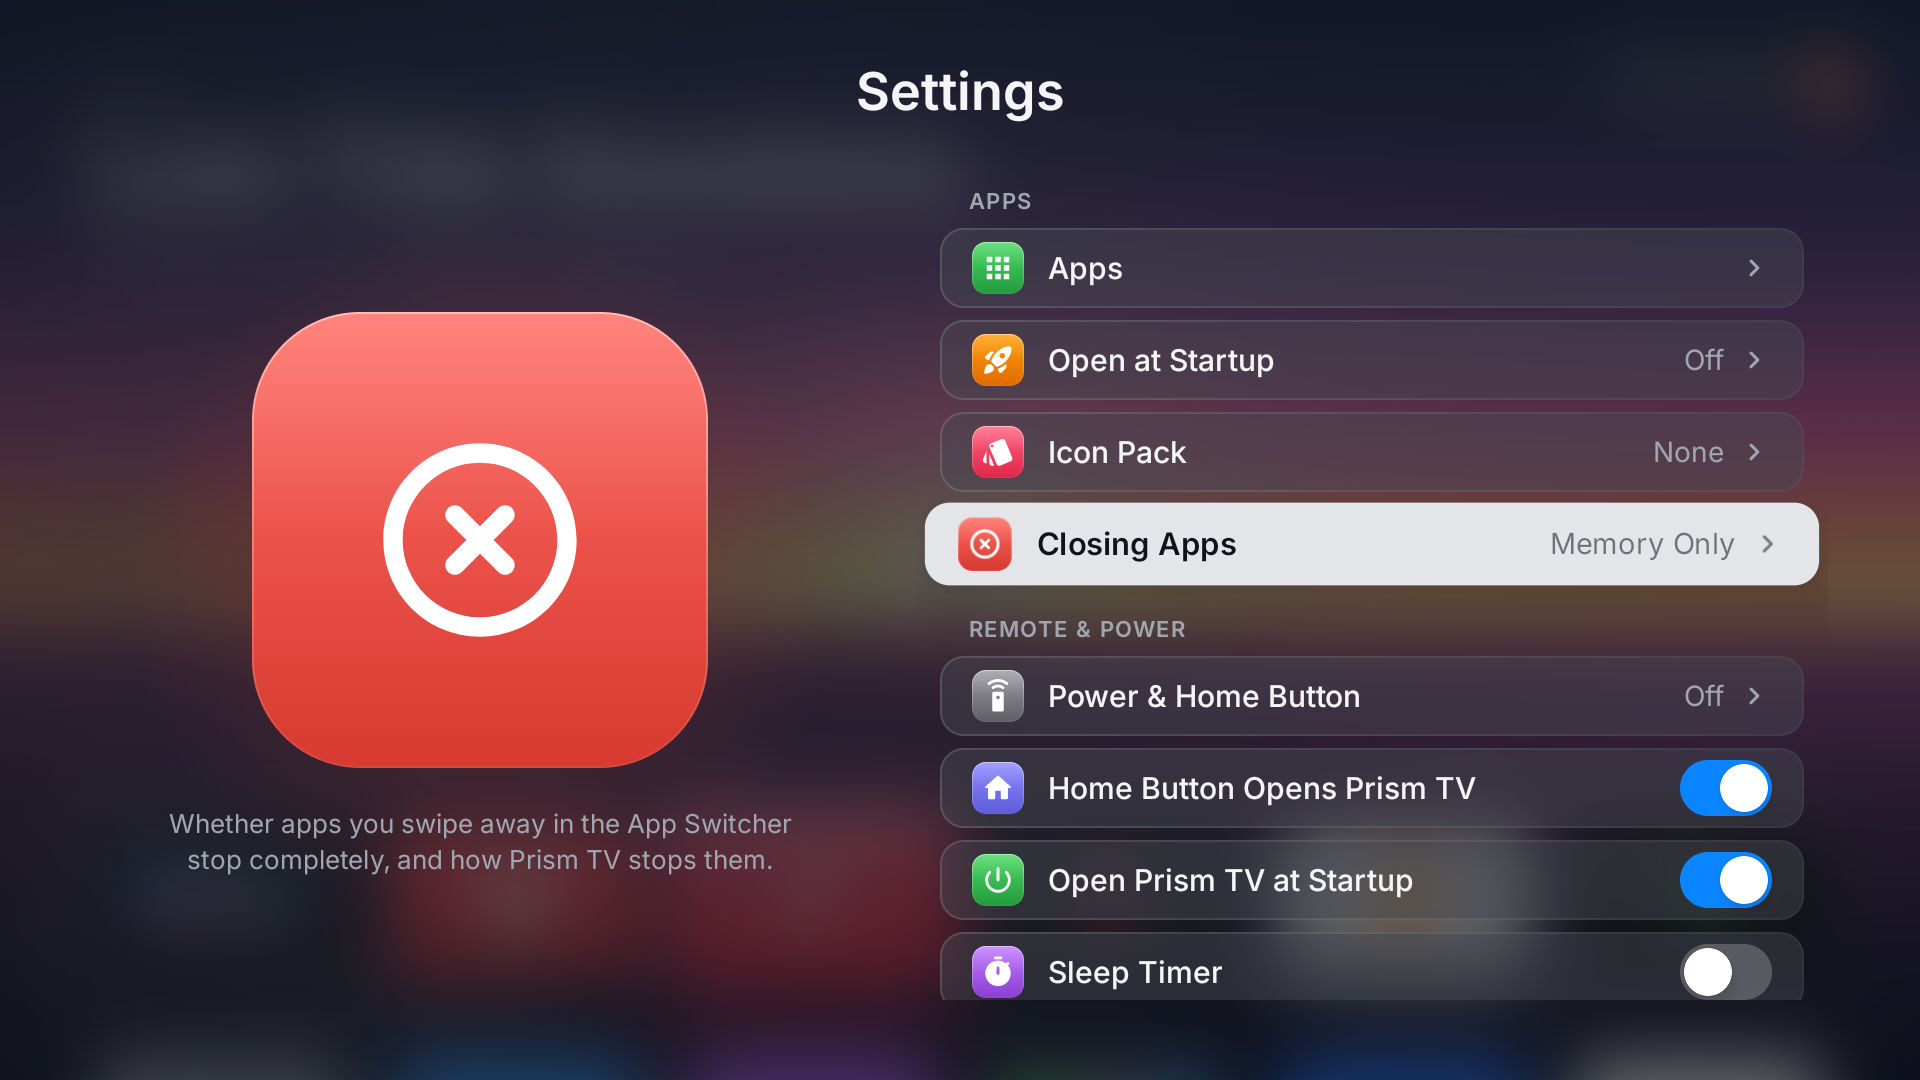 Settings
APPS
Apps
Open at Startup Off
Icon Pack None
Closing Apps Memory Only
Whether apps you swipe away in the App Switcher
stop completely, and how Prism TV stops them.
REMOTE & POWER
Power & Home Button Off
Home Button Opens Prism TV
Open Prism TV at Startup
Sleep Timer